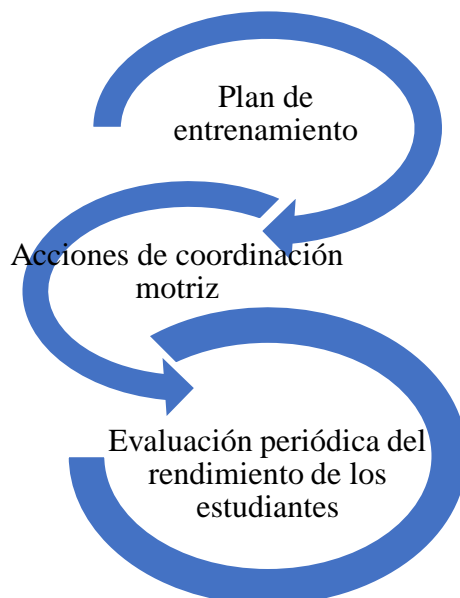 Plan de
entrenamiento
Acciones de coordinación
motriz
Evaluación periódica del
rendimiento de los
estudiantes